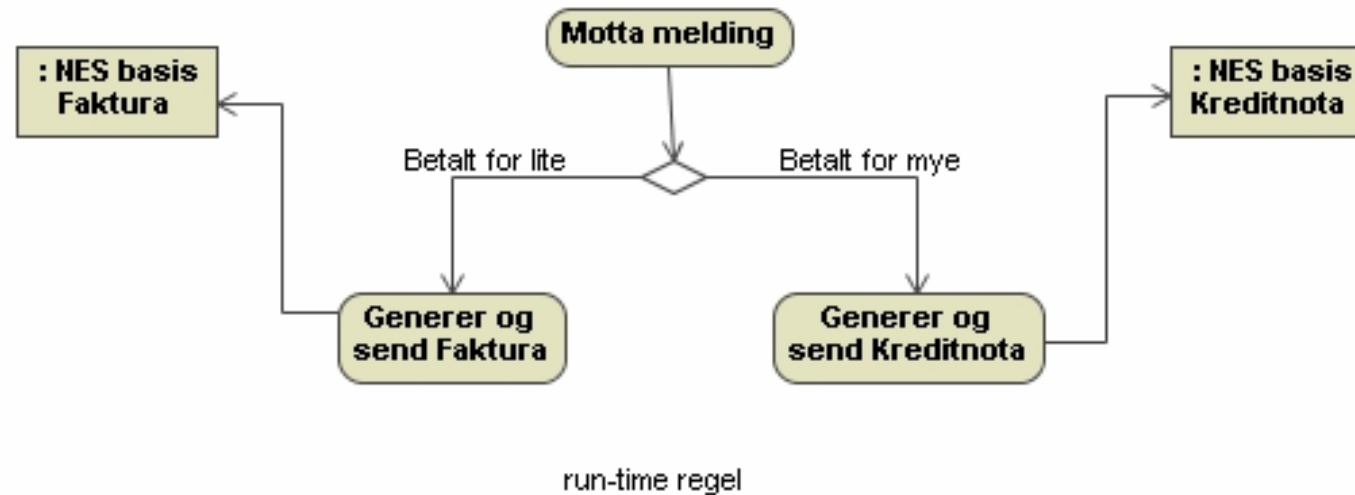 Motta melding
: NES basis
Faktura
: NES basis
Kreditnota
Betalt for lite
Betalt for mye
Generer og
send Faktura
Generer og
send Kreditnota
run-time regel